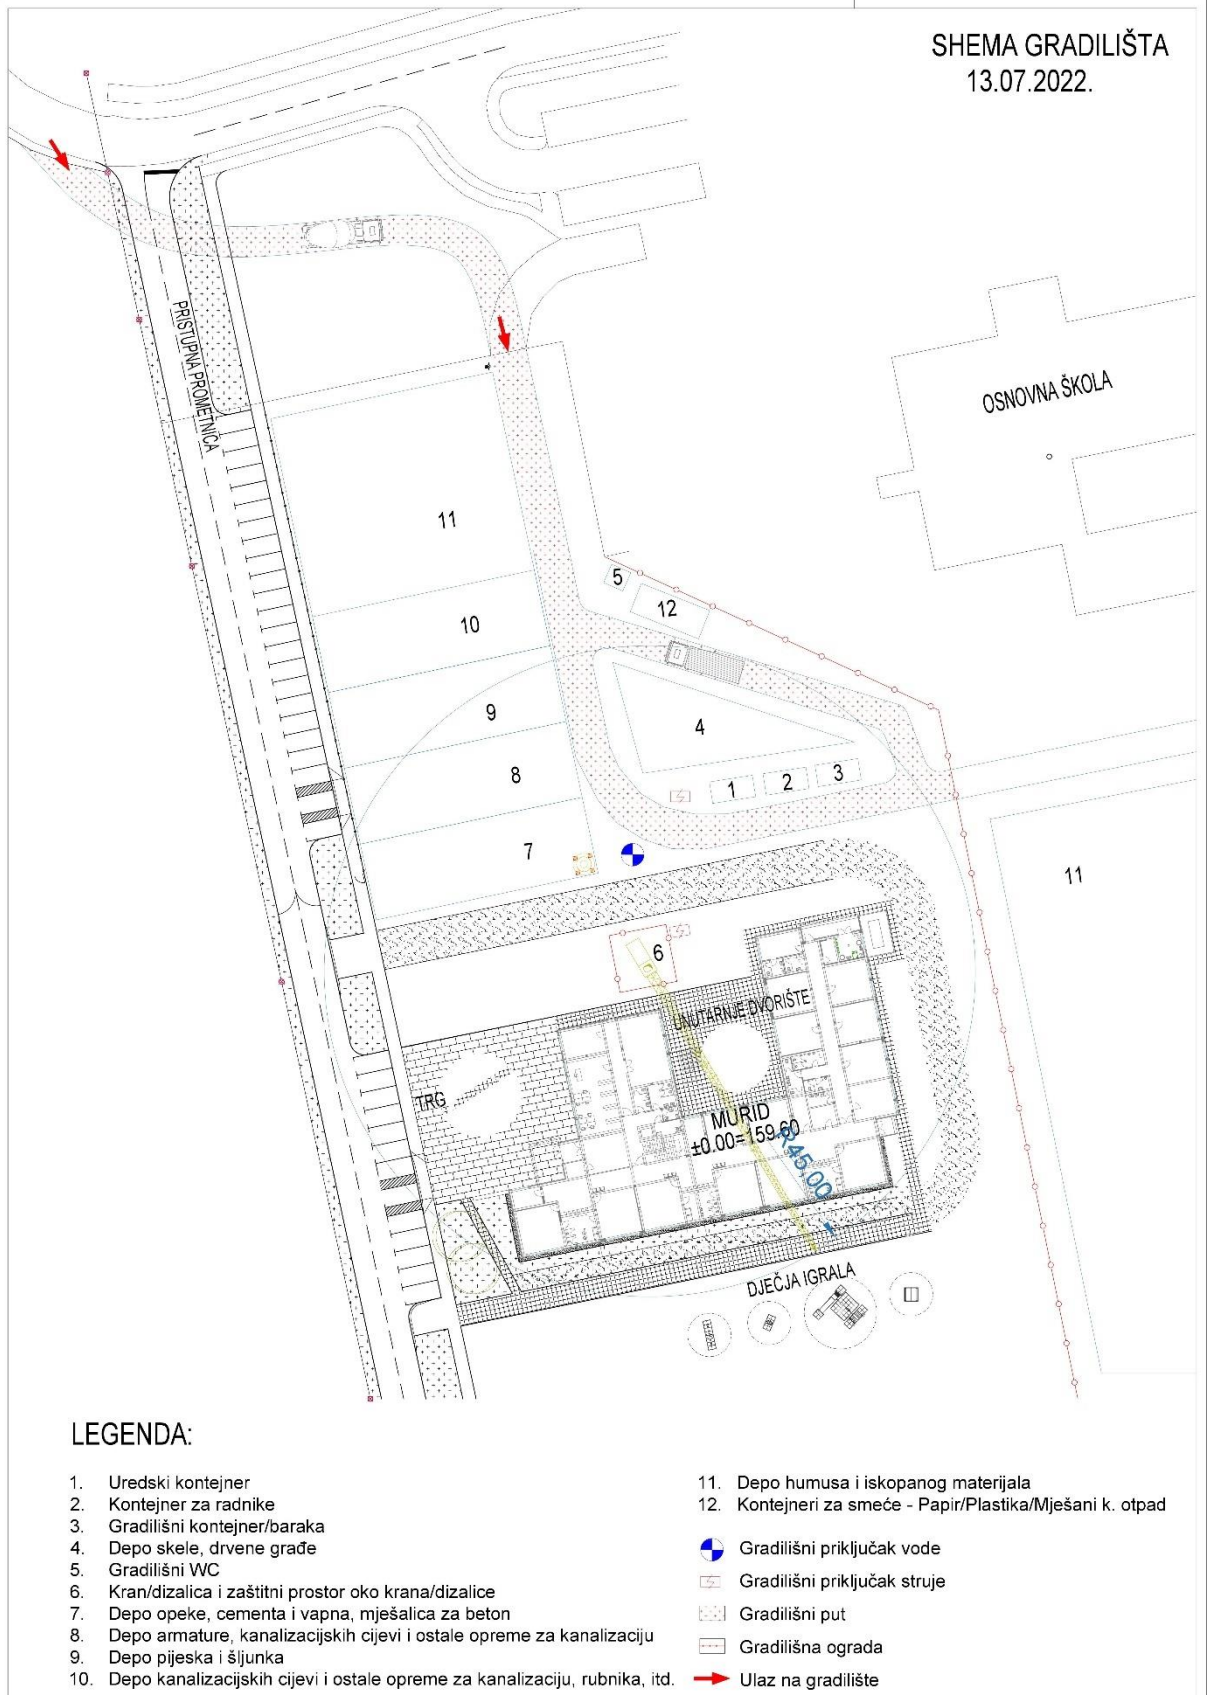 SHEMA GRADILIŠTA
13.07.2022.
PRISTUPNA PROMETNICA
OSNOVNA ŠKOLA
11
5
12
10
9
4
8
1
2
3
7
11
6
UNUTARNJE DVORIŠTE
TRG
MURID
±0.00=159.60
R45,00
DJEČJA IGRALA
LEGENDA:
1. Uredski kontejner
2. Kontejner za radnike
3. Gradilišni kontejner/baraka
4. Depo skele, drvene građe
5. Gradilišni WC
6. Kran/dizalica i zaštitni prostor oko krana/dizalice
7. Depo opeke, cementa i vapna, mješalica za beton
8. Depo armature, kanalizacijskih cijevi i ostale opreme za kanalizaciju
9. Depo pijeska i šljunka
10. Depo kanalizacijskih cijevi i ostale opreme za kanalizaciju, rubnika, itd.
11. Depo humusa i iskopanog materijala
12. Kontejneri za smeće - Papir/Plastika/Mješani k. otpad
Gradilišni priključak vode
Gradilišni priključak struje
Gradilišni put
Gradilišna ograda
Ulaz na gradilište